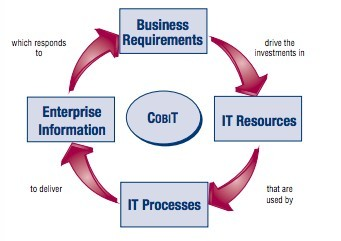 Business
Requirements
which responds
to
drive the
investments in
Enterprise
Information
COBIT
IT Resources
to deliver
that are
used by
IT Processes